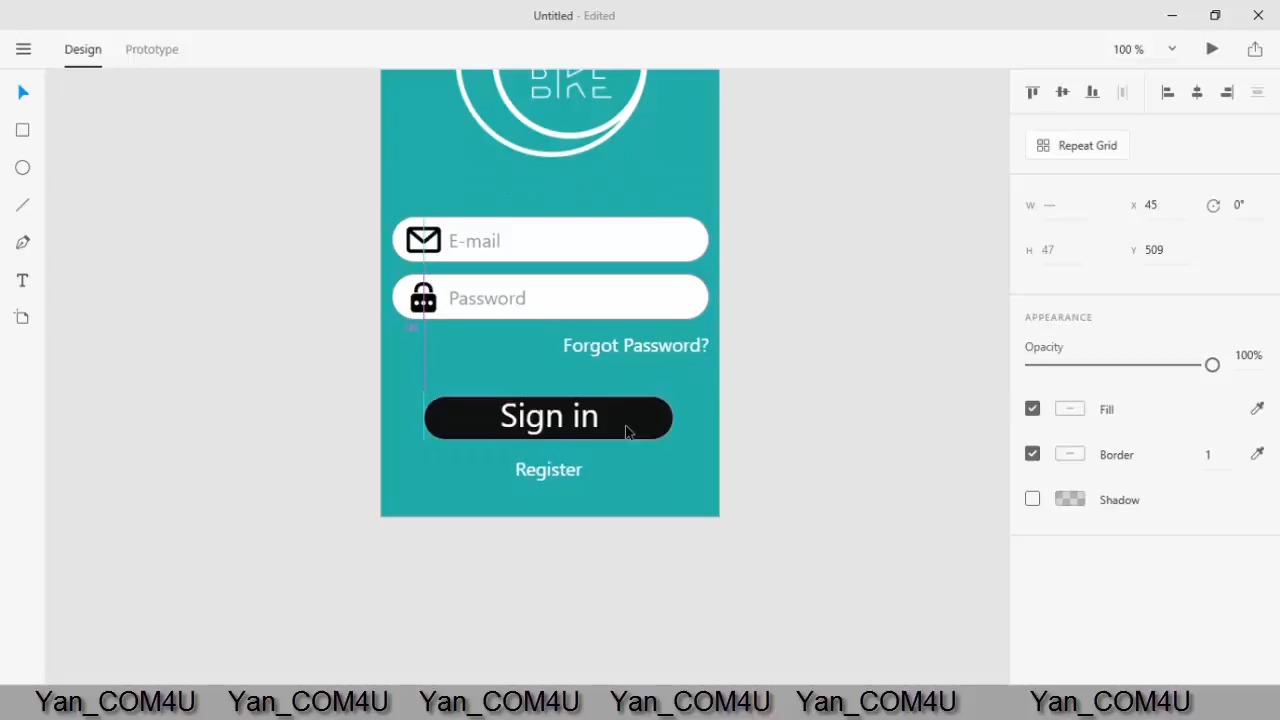 Untitled - Edited
Design Prototype 100 %
BIKE
Repeat Grid
W — X 45 0°
H 47 Y 509
E-mail
Password
Forgot Password?
Sign in
Register
APPEARANCE
Opacity
100%
Fill
Border 1
Shadow
Yan_COM4U Yan_COM4U Yan_COM4U Yan_COM4U Yan_COM4U Yan_COM4U